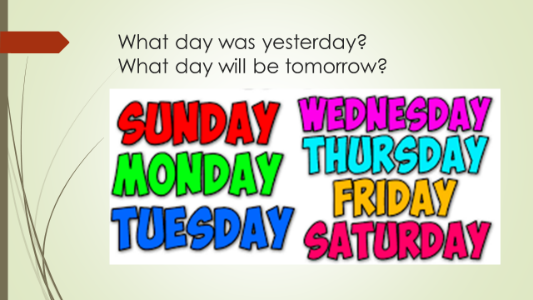 What day was yesterday?
What day will be tomorrow?
SUNDAY
MONDAY
TUESDAY
WEDNESDAY
THURSDAY
FRIDAY
SATURDAY